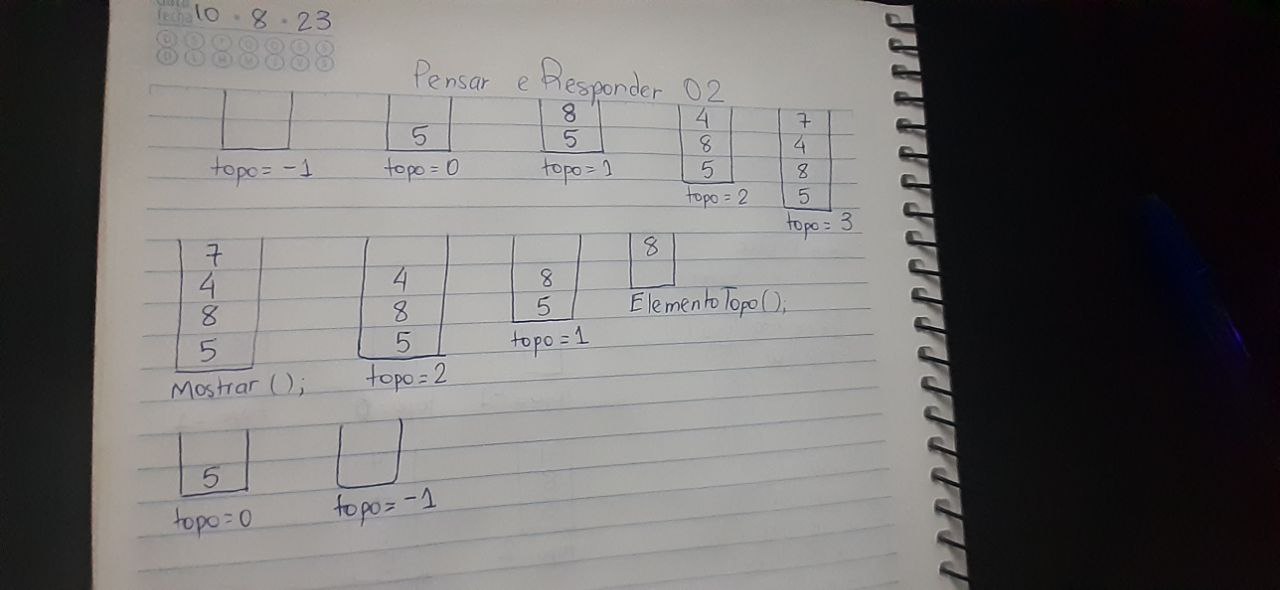 fecha 10 . 8 . 23
Pensar e Responder 02
8 4 7
5 5 8 4
5 8
5
topo = -1 topo = 0 topo = 1 topo = 2 topo = 3
7 8
4 4 8
8 8 5
5 5
Mostrar (); topo = 2 topo = 1 ElementoTopo();
5
topo = 0 topo = -1